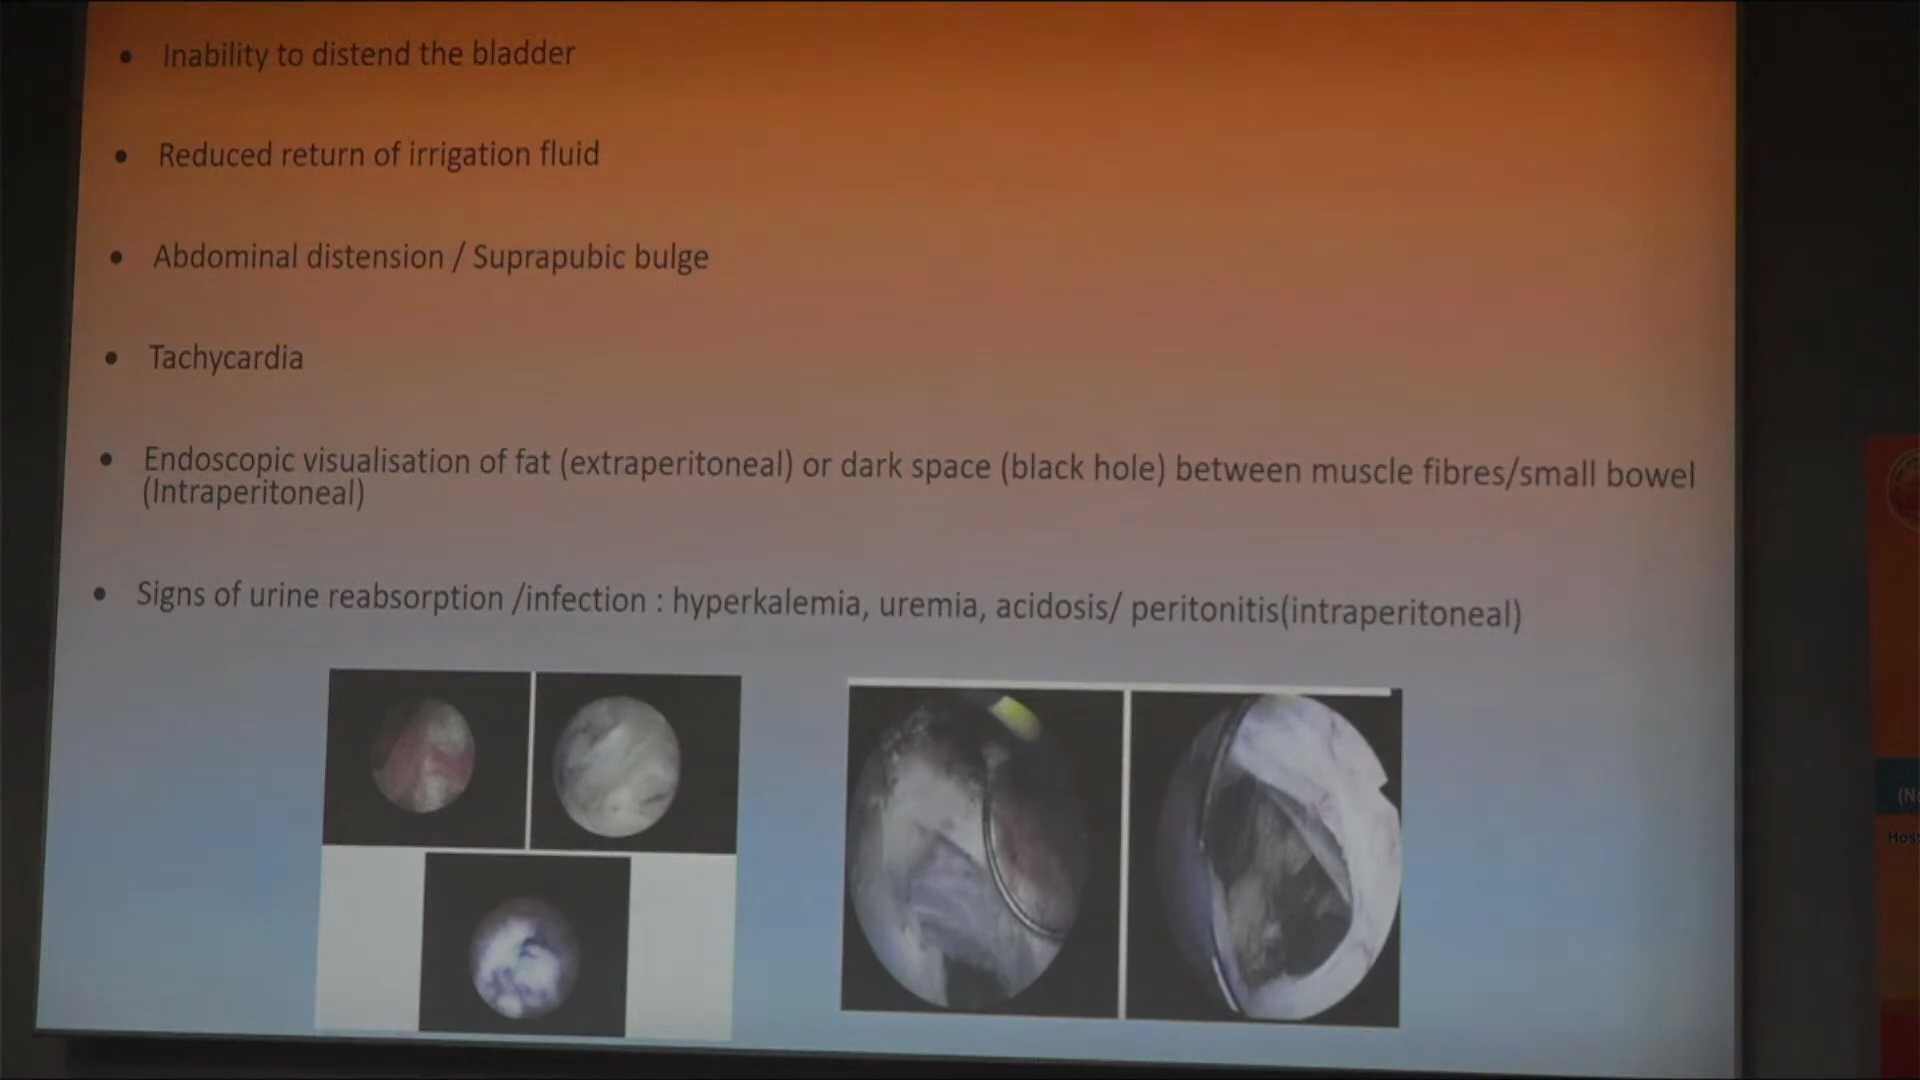 • Inability to distend the bladder
• Reduced return of irrigation fluid
• Abdominal distension / Suprapubic bulge
• Tachycardia
• Endoscopic visualisation of fat (extraperitoneal) or dark space (black hole) between muscle fibres/small bowel
(Intraperitoneal)
• Signs of urine reabsorption /infection : hyperkalemia, uremia, acidosis/ peritonitis(intraperitoneal)